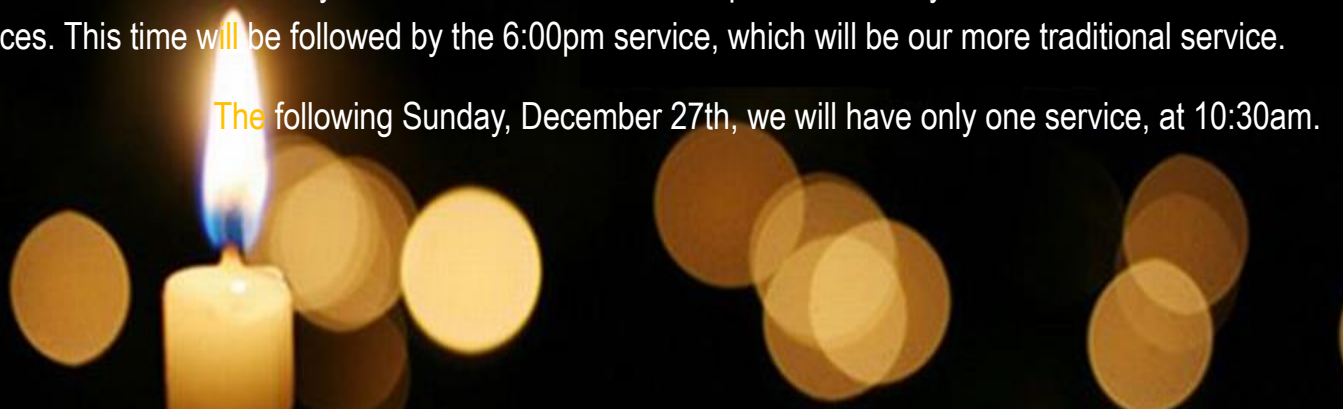 ces. This time will be followed by the 6:00pm service, which will be our more traditional service.
The following Sunday, December 27th, we will have only one service, at 10:30am.